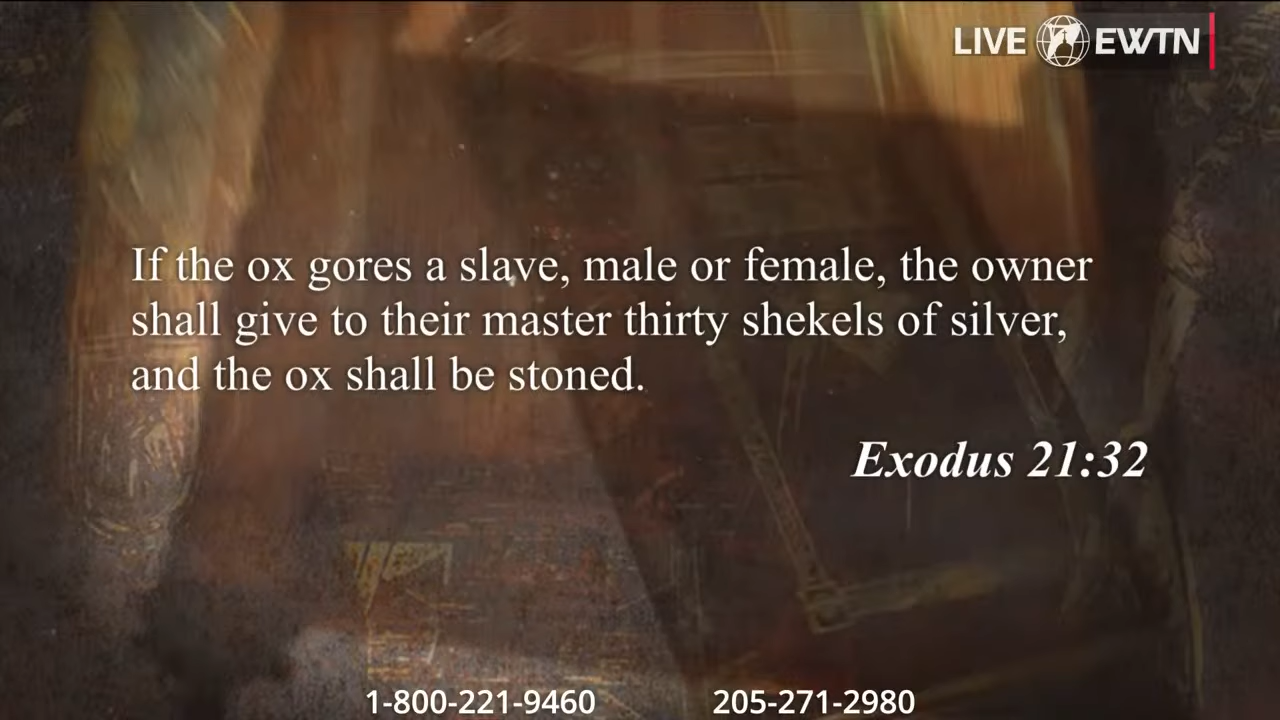 LIVE EWTN
If the ox gores a slave, male or female, the owner
shall give to their master thirty shekels of silver,
and the ox shall be stoned.
Exodus 21:32
1-800-221-9460 205-271-2980